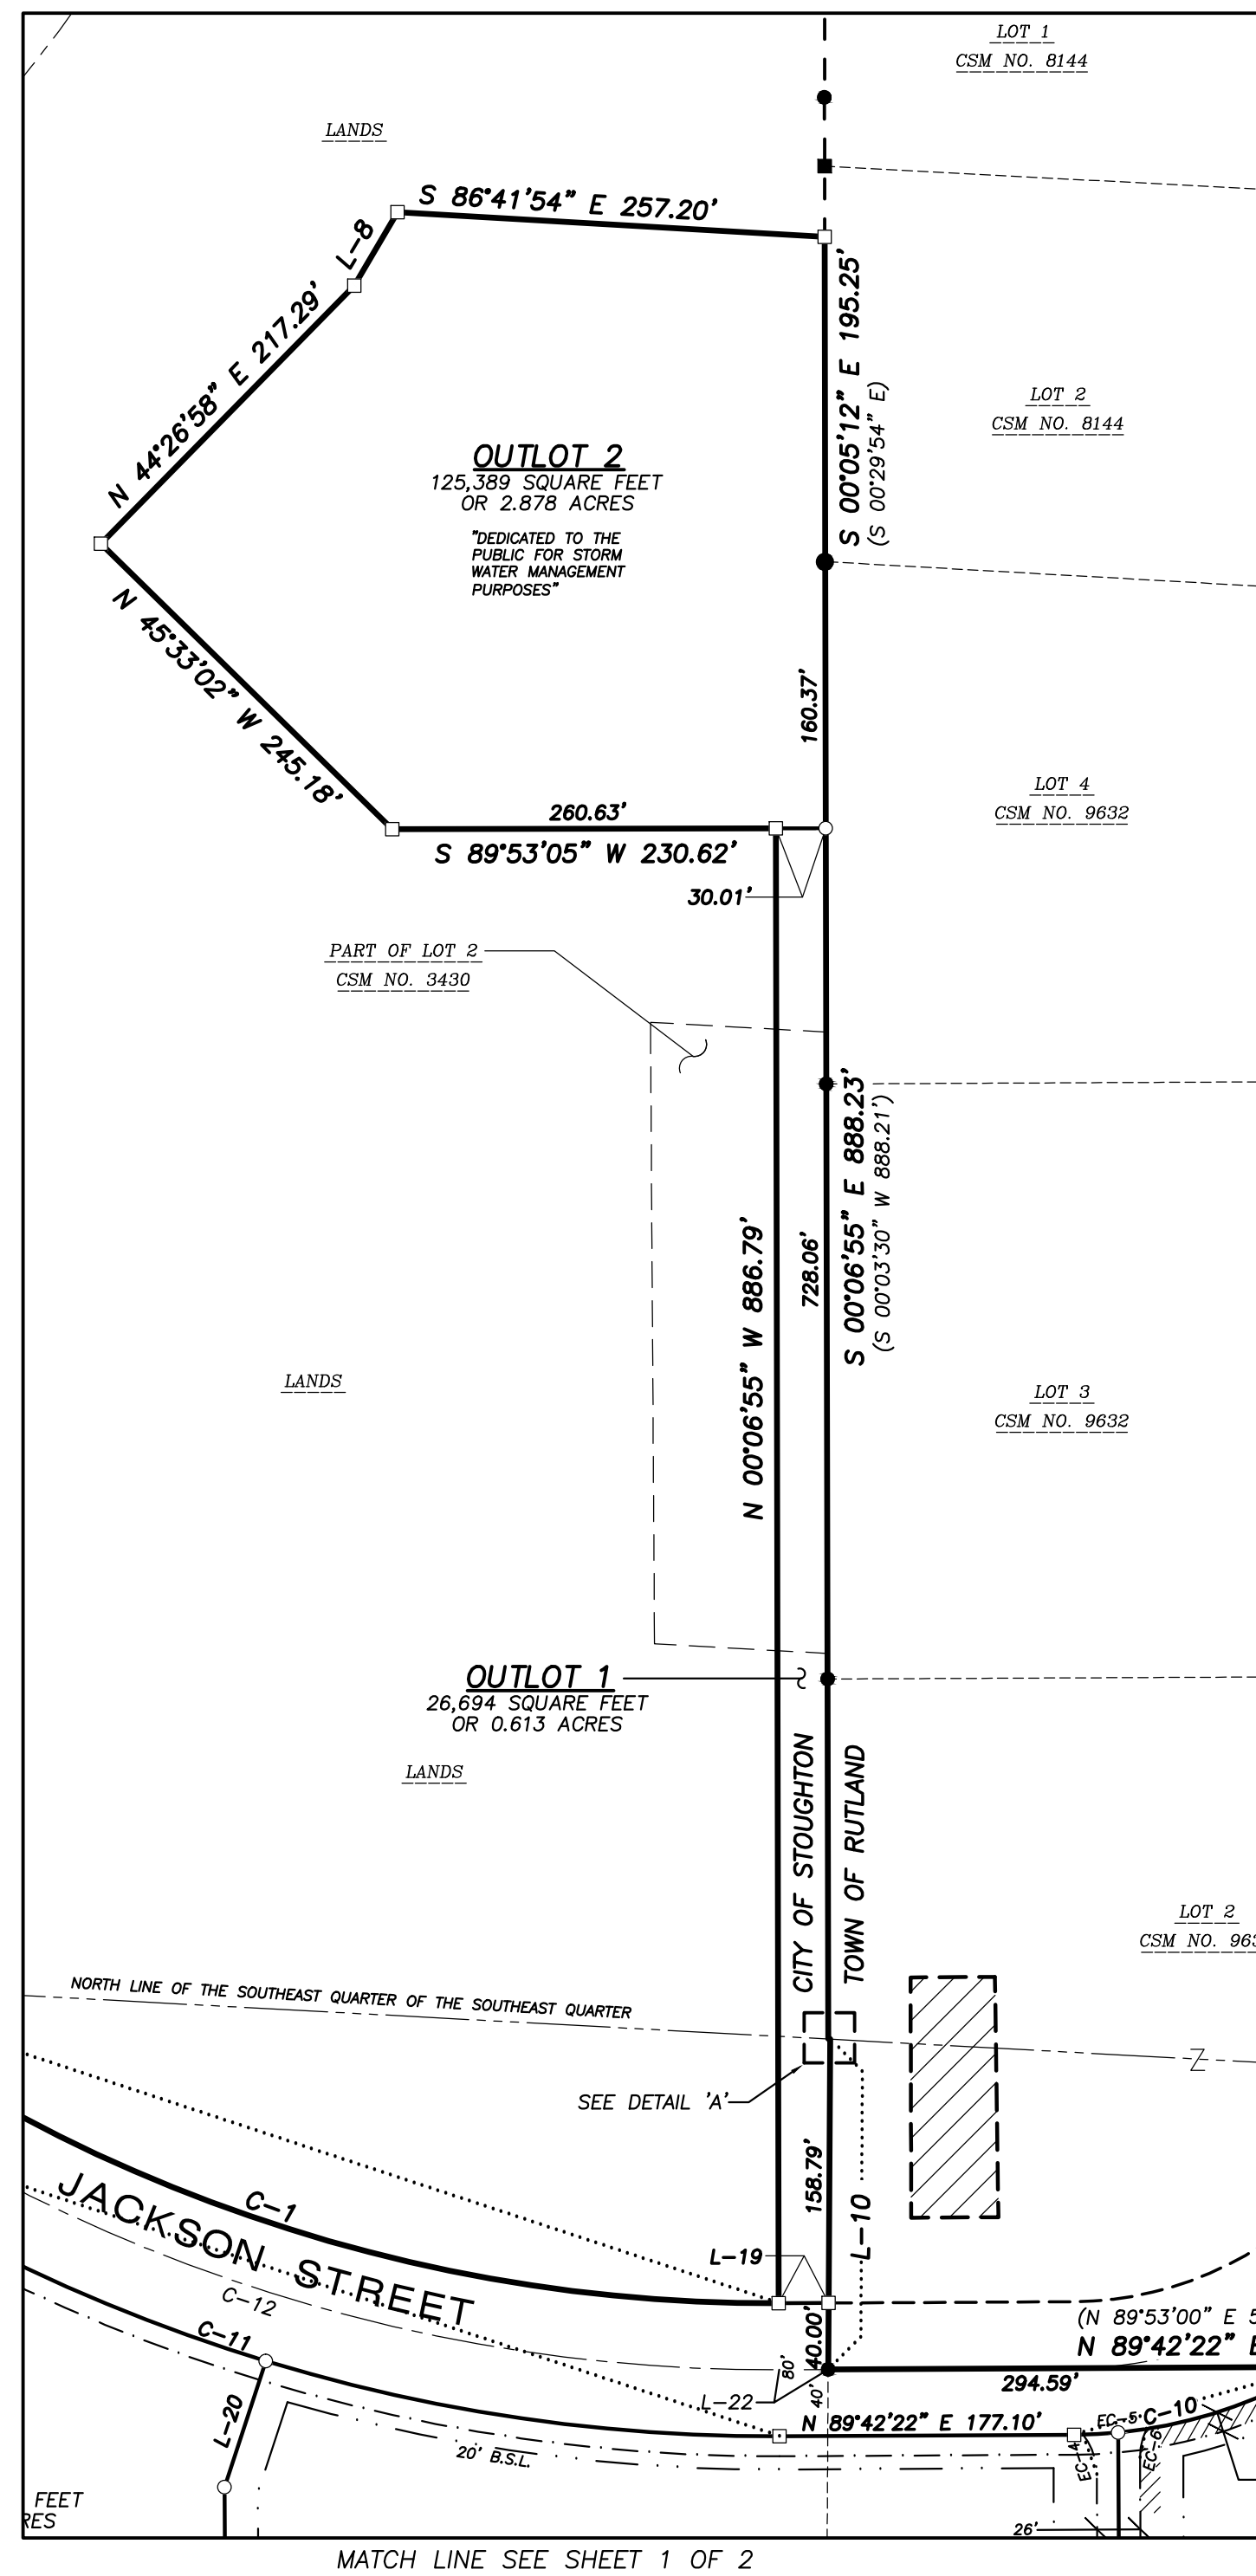 LOT 1
CSM NO. 8144
LANDS
S 86°41'54" E 257.20'
L-8
N 44°26'58" E 217.29'
S 00°05'12" E 195.25'
(S 00°29'54" E)
LOT 2
CSM NO. 8144
OUTLOT 2
125,389 SQUARE FEET
OR 2.878 ACRES
"DEDICATED TO THE
PUBLIC FOR STORM
WATER MANAGEMENT
PURPOSES"
N 45°33'02" W 245.18'
160.37'
LOT 4
CSM NO. 9632
260.63'
S 89°53'05" W 230.62'
30.01'
PART OF LOT 2
CSM NO. 3430
N 00°06'55" W 886.79'
728.06'
S 00°06'55" E 888.23'
(S 00°03'30" W 888.21')
LANDS
LOT 3
CSM NO. 9632
OUTLOT 1
26,694 SQUARE FEET
OR 0.613 ACRES
LANDS
CITY OF STOUGHTON
TOWN OF RUTLAND
LOT 2
CSM NO. 963
NORTH LINE OF THE SOUTHEAST QUARTER OF THE SOUTHEAST QUARTER
SEE DETAIL 'A'
158.79'
L-10
C-1
JACKSON STREET
L-19
C-12
C-11
40.00'
80'
40'
L-22
(N 89°53'00" E 5
N 89°42'22" E
294.59'
N 89°42'22" E 177.10'
EC-5
C-10
EC-4
EC-6
L-20
20' B.S.L.
FEET
RES
26'
MATCH LINE SEE SHEET 1 OF 2